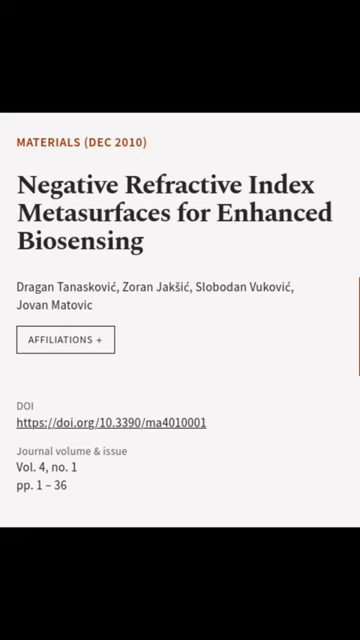 MATERIALS (DEC 2010)
Negative Refractive Index
Metasurfaces for Enhanced
Biosensing
Dragan Tanasković, Zoran Jakšić, Slobodan Vuković,
Jovan Matovic
AFFILIATIONS +
DOI
https://doi.org/10.3390/ma4010001
Journal volume & issue
Vol. 4, no. 1
pp. 1 – 36